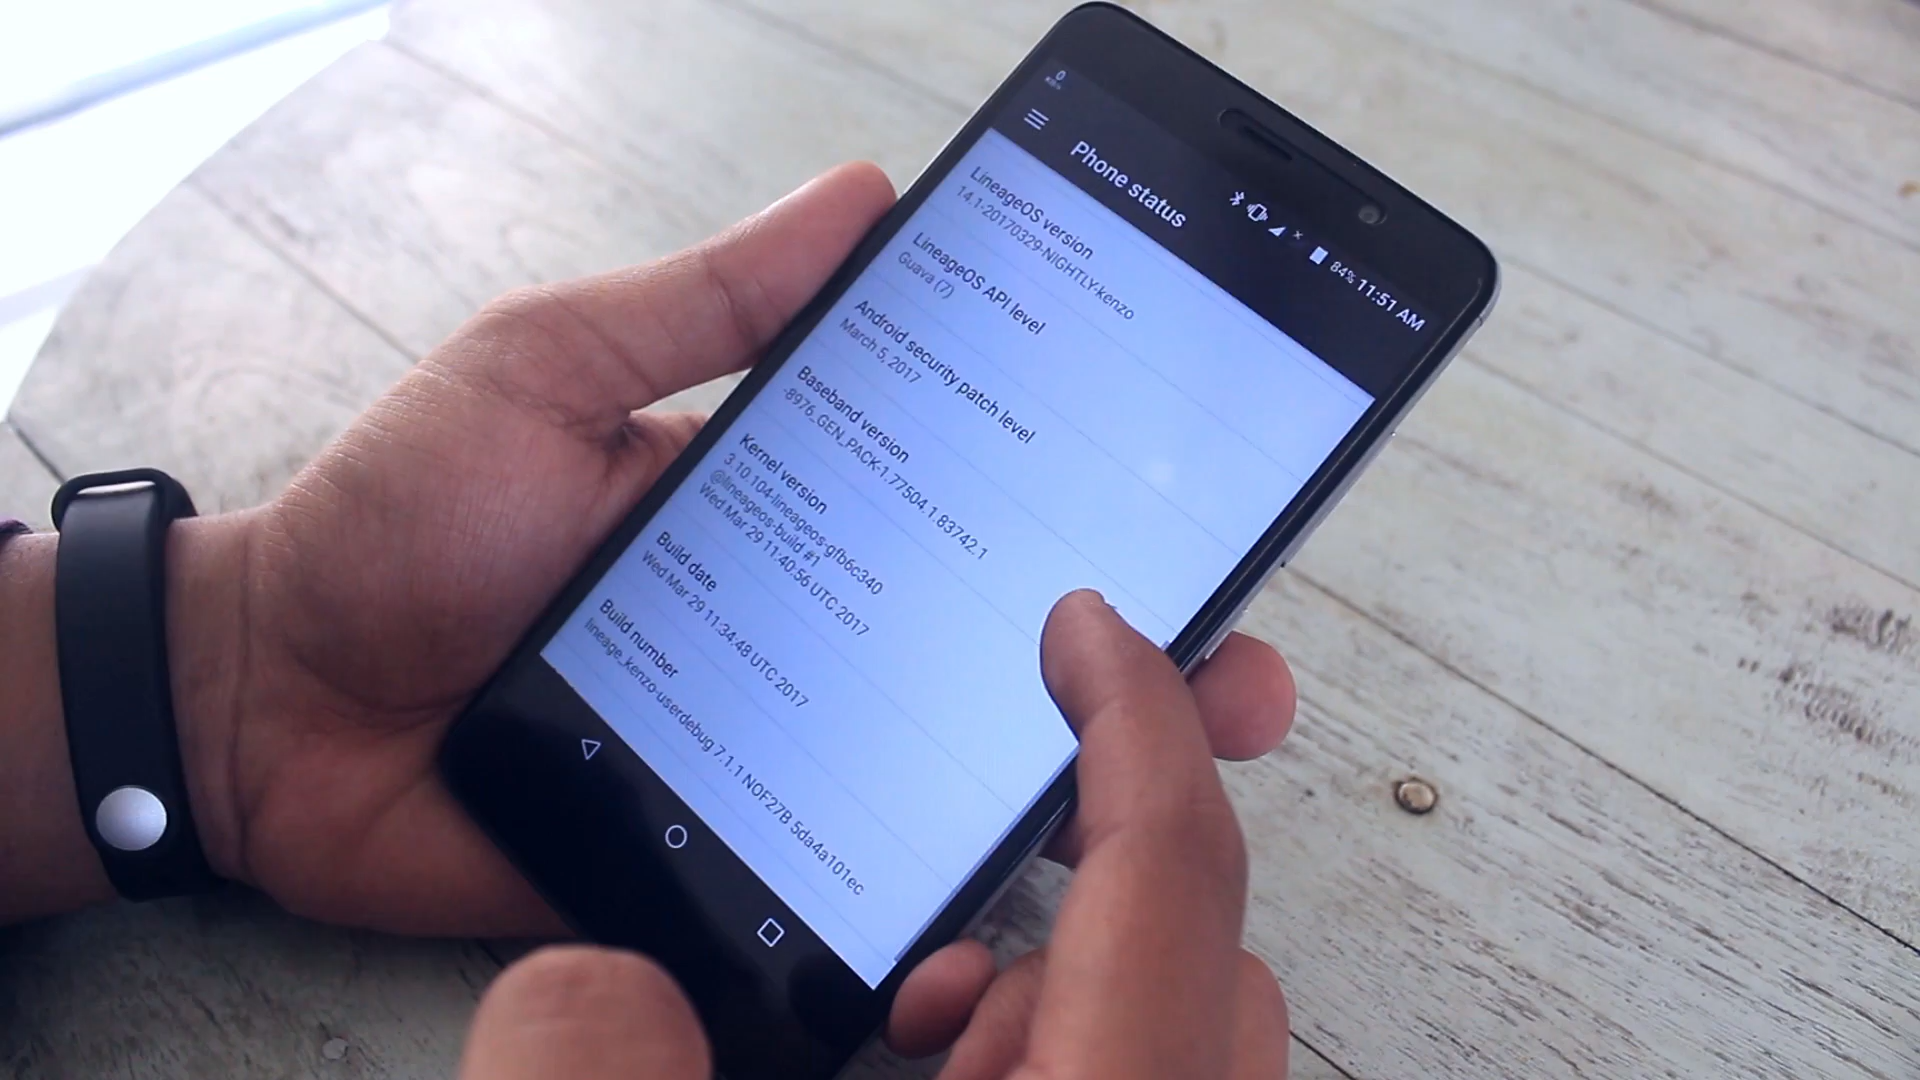 0
KB/s
84% 11:51 AM
Phone status
LineageOS version
14.1-20170329-NIGHTLY-kenzo
LineageOS API level
Guava (7)
Android security patch level
March 5, 2017
Baseband version
-8976_GEN_PACK-1.77504.1.83742.1
Kernel version
3.10.104-lineageos-gfb6c340
@lineageos-build #1
Wed Mar 29 11:40:56 UTC 2017
Build date
Wed Mar 29 11:34:48 UTC 2017
Build number
lineage_kenzo-userdebug 7.1.1 NOF27B 5da4a101ec